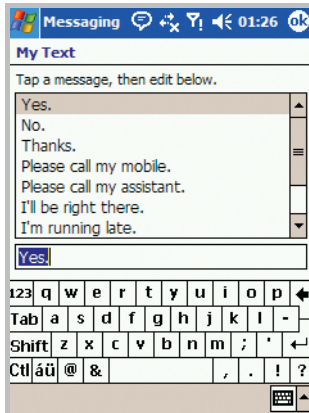 Messaging 01:26 ok
My Text
Tap a message, then edit below.
Yes.
No.
Thanks.
Please call my mobile.
Please call my assistant.
I'll be right there.
I'm running late.
Yes.
123 q w e r t y u i o p
Tab a s d f g h j k l -
Shift z x c v b n m ; '
Ctl áü @ & , . ! ?